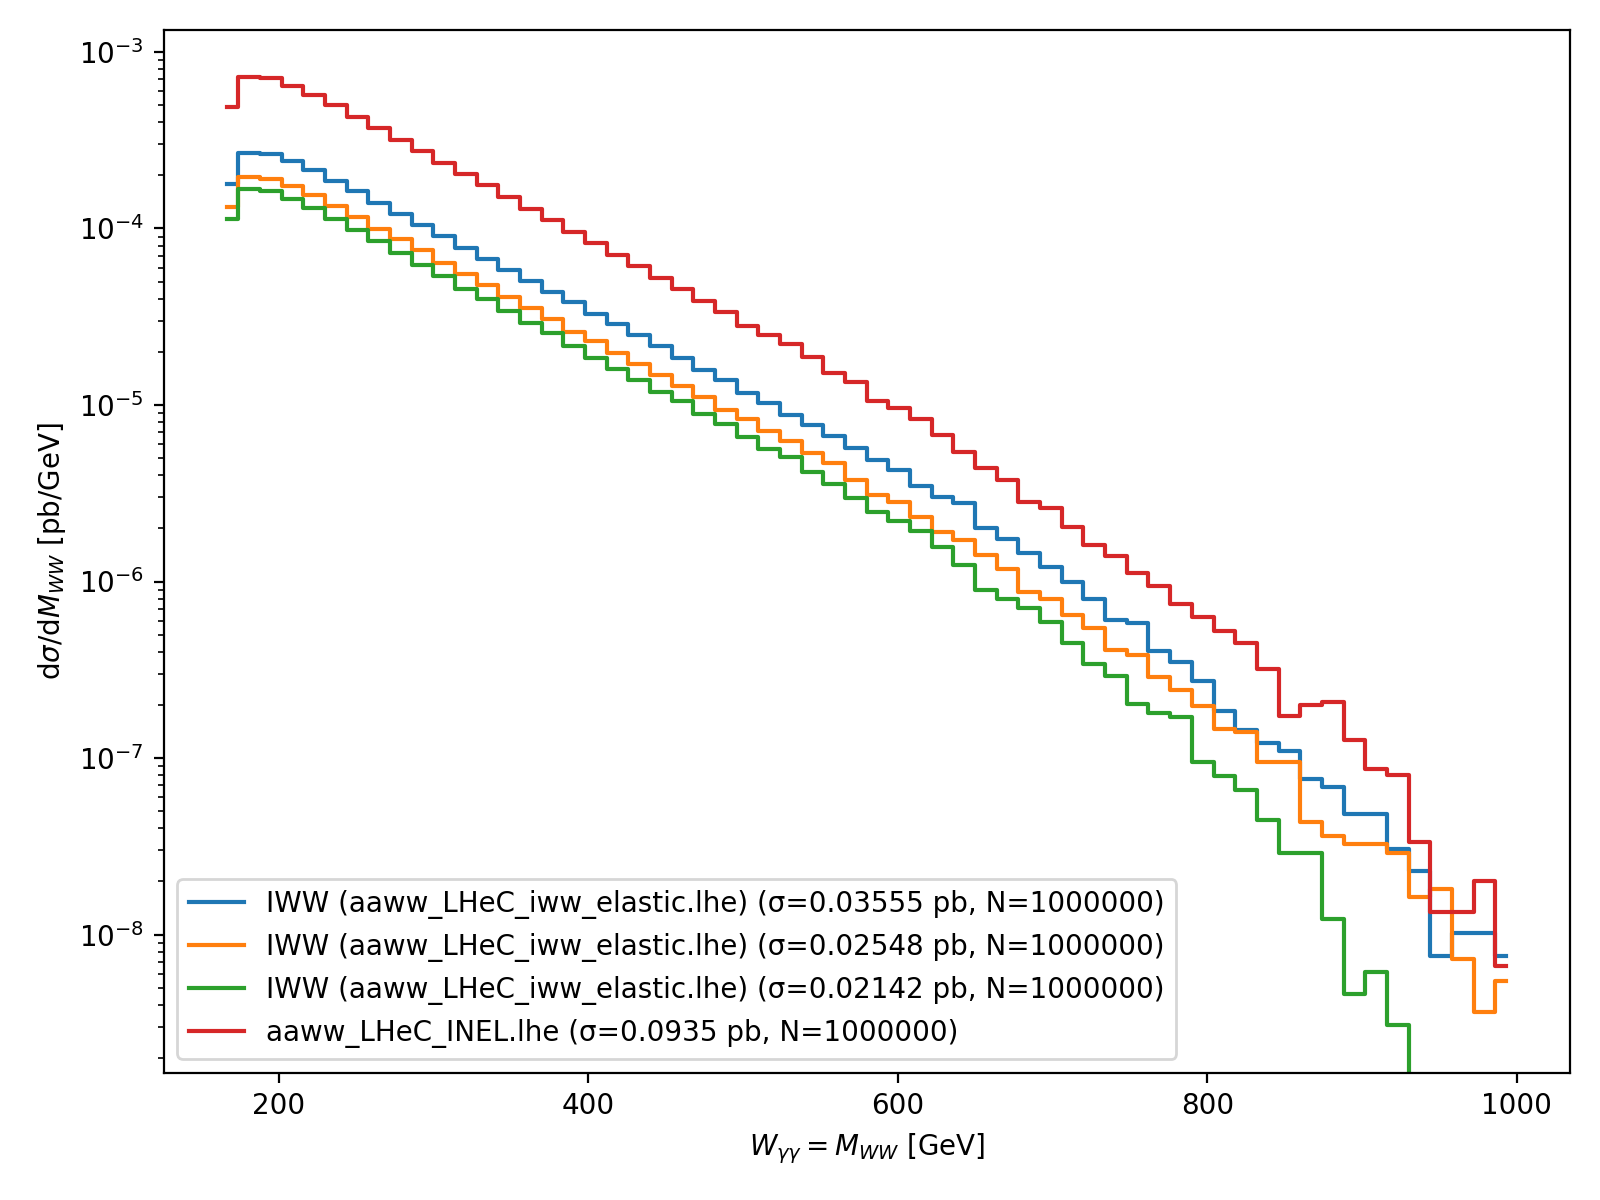 10⁻³
10⁻⁴
10⁻⁵
10⁻⁶
10⁻⁷
10⁻⁸
dσ/dM_WW [pb/GeV]
IWW (aaww_LHeC_iww_elastic.lhe) (σ=0.03555 pb, N=1000000)
IWW (aaww_LHeC_iww_elastic.lhe) (σ=0.02548 pb, N=1000000)
IWW (aaww_LHeC_iww_elastic.lhe) (σ=0.02142 pb, N=1000000)
aaww_LHeC_INEL.lhe (σ=0.0935 pb, N=1000000)
200 400 600 800 1000
W_γγ = M_WW [GeV]